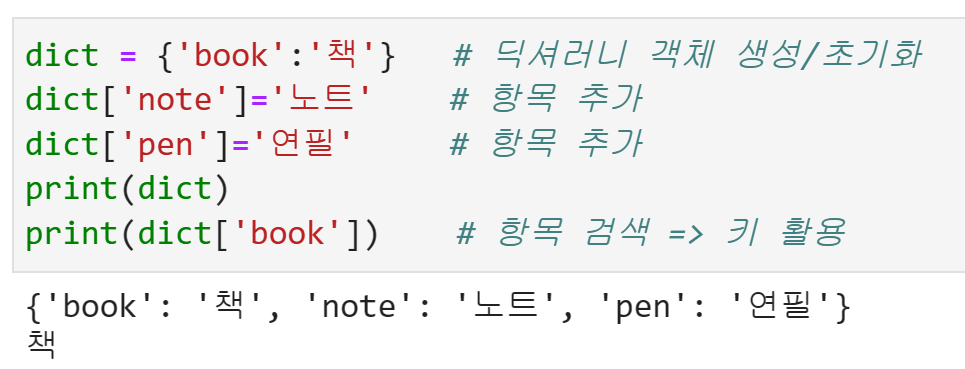 dict = {'book':'책'}   # 딕셔러니 객체 생성/초기화
dict['note']='노트'    # 항목 추가
dict['pen']='연필'     # 항목 추가
print(dict)
print(dict['book'])    # 항목 검색 => 키 활용
{'book': '책', 'note': '노트', 'pen': '연필'}
책